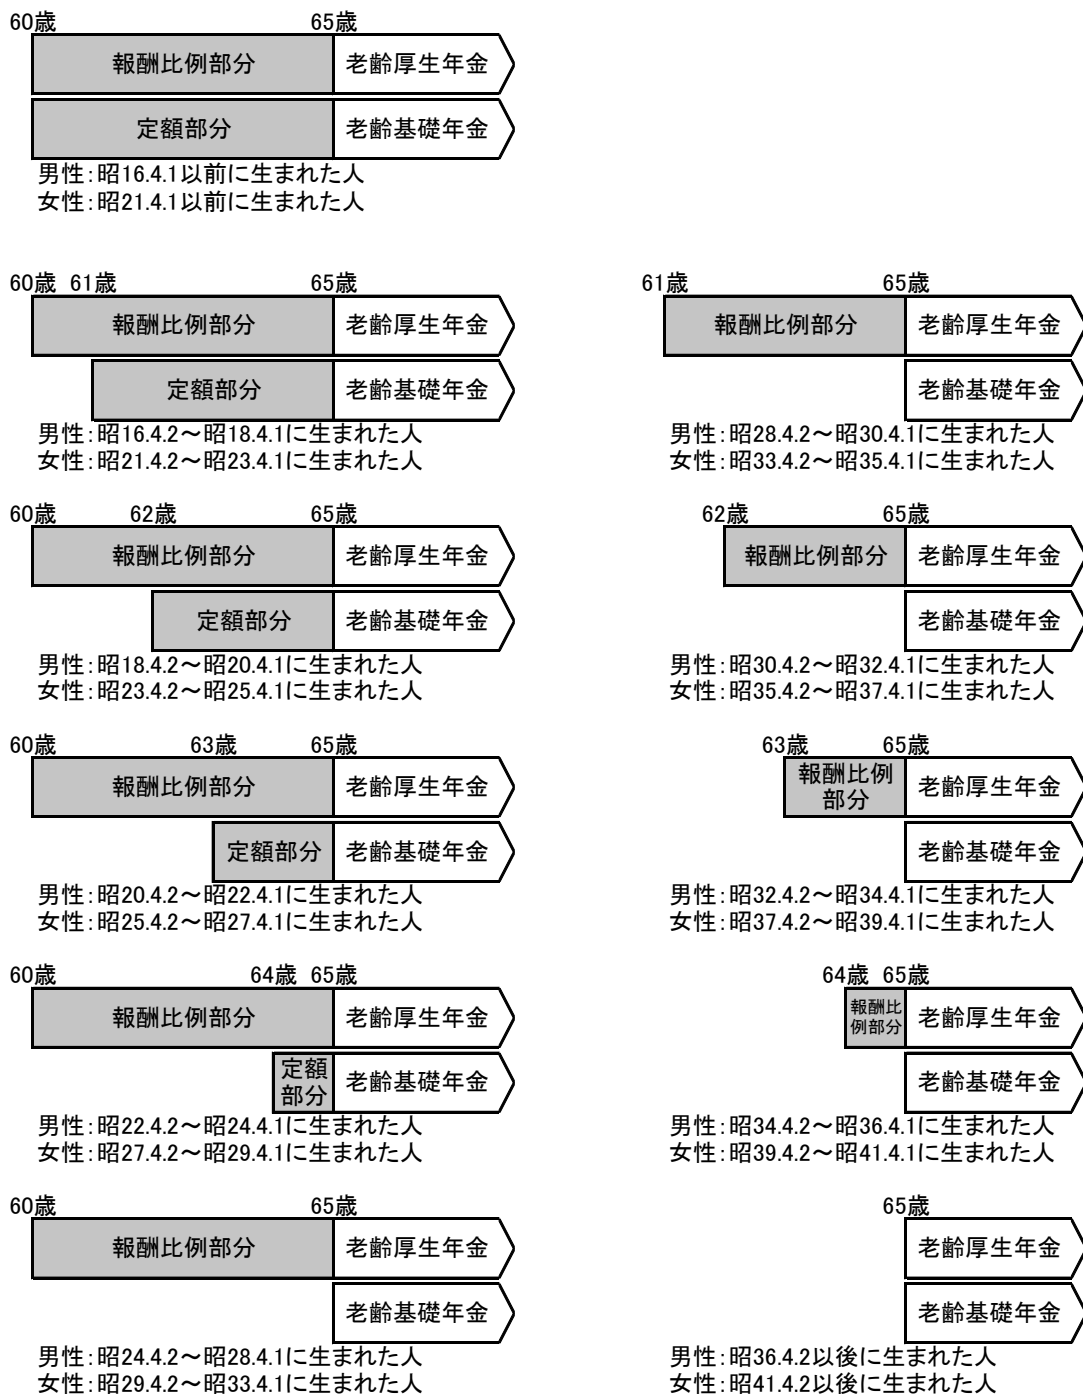 60歳 65歳
報酬比例部分 老齢厚生年金
定額部分 老齢基礎年金
男性：昭16.4.1以前に生まれた人
女性：昭21.4.1以前に生まれた人
60歳 61歳 65歳
報酬比例部分 老齢厚生年金
定額部分 老齢基礎年金
男性：昭16.4.2～昭18.4.1に生まれた人
女性：昭21.4.2～昭23.4.1に生まれた人
60歳 62歳 65歳
報酬比例部分 老齢厚生年金
定額部分 老齢基礎年金
男性：昭18.4.2～昭20.4.1に生まれた人
女性：昭23.4.2～昭25.4.1に生まれた人
60歳 63歳 65歳
報酬比例部分 老齢厚生年金
定額部分 老齢基礎年金
男性：昭20.4.2～昭22.4.1に生まれた人
女性：昭25.4.2～昭27.4.1に生まれた人
60歳 64歳 65歳
報酬比例部分 老齢厚生年金
定額
部分 老齢基礎年金
男性：昭22.4.2～昭24.4.1に生まれた人
女性：昭27.4.2～昭29.4.1に生まれた人
60歳 65歳
報酬比例部分 老齢厚生年金
老齢基礎年金
男性：昭24.4.2～昭28.4.1に生まれた人
女性：昭29.4.2～昭33.4.1に生まれた人
61歳 65歳
報酬比例部分 老齢厚生年金
老齢基礎年金
男性：昭28.4.2～昭30.4.1に生まれた人
女性：昭33.4.2～昭35.4.1に生まれた人
62歳 65歳
報酬比例部分 老齢厚生年金
老齢基礎年金
男性：昭30.4.2～昭32.4.1に生まれた人
女性：昭35.4.2～昭37.4.1に生まれた人
63歳 65歳
報酬比例
部分 老齢厚生年金
老齢基礎年金
男性：昭32.4.2～昭34.4.1に生まれた人
女性：昭37.4.2～昭39.4.1に生まれた人
64歳 65歳
報酬比
例部分 老齢厚生年金
老齢基礎年金
男性：昭34.4.2～昭36.4.1に生まれた人
女性：昭39.4.2～昭41.4.1に生まれた人
65歳
老齢厚生年金
老齢基礎年金
男性：昭36.4.2以後に生まれた人
女性：昭41.4.2以後に生まれた人